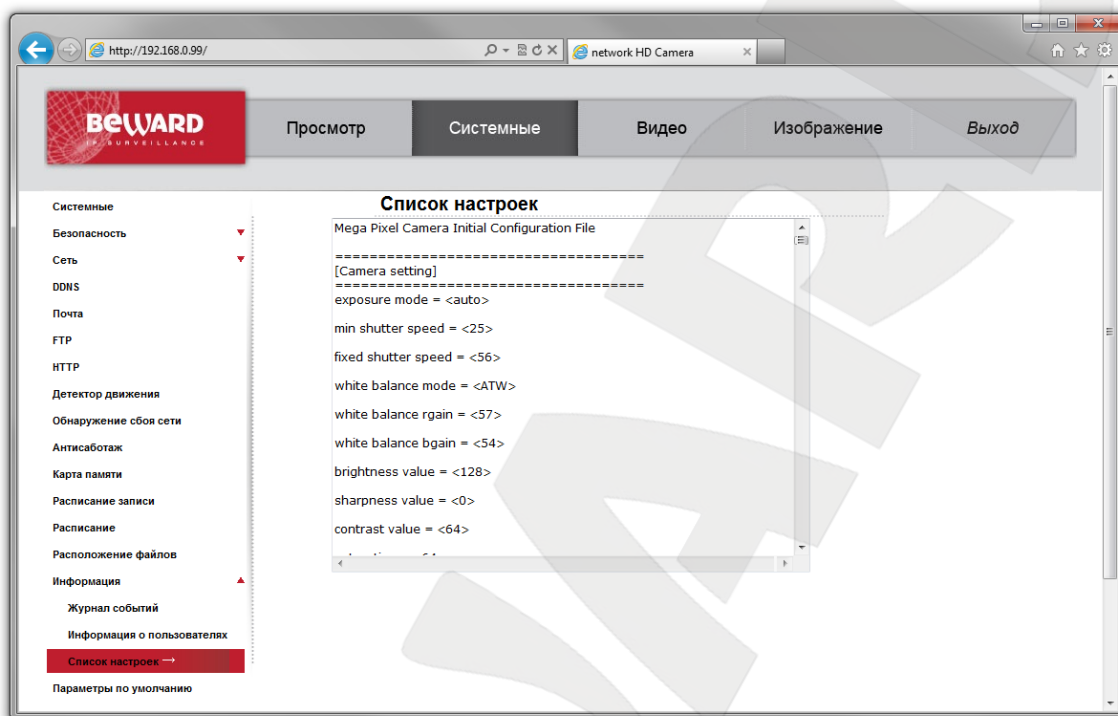 http://192.168.0.99/
network HD Camera
BEWARD
IP SURVEILLANCE
Просмотр
Системные
Видео
Изображение
Выход
Системные
Безопасность
Сеть
DDNS
Почта
FTP
HTTP
Детектор движения
Обнаружение сбоя сети
Антисаботаж
Карта памяти
Расписание записи
Расписание
Расположение файлов
Информация
Журнал событий
Информация о пользователях
Список настроек →
Параметры по умолчанию
Список настроек
Mega Pixel Camera Initial Configuration File
====================================
[Camera setting]
====================================
exposure mode = <auto>
min shutter speed = <25>
fixed shutter speed = <56>
white balance mode = <ATW>
white balance rgain = <57>
white balance bgain = <54>
brightness value = <128>
sharpness value = <0>
contrast value = <64>